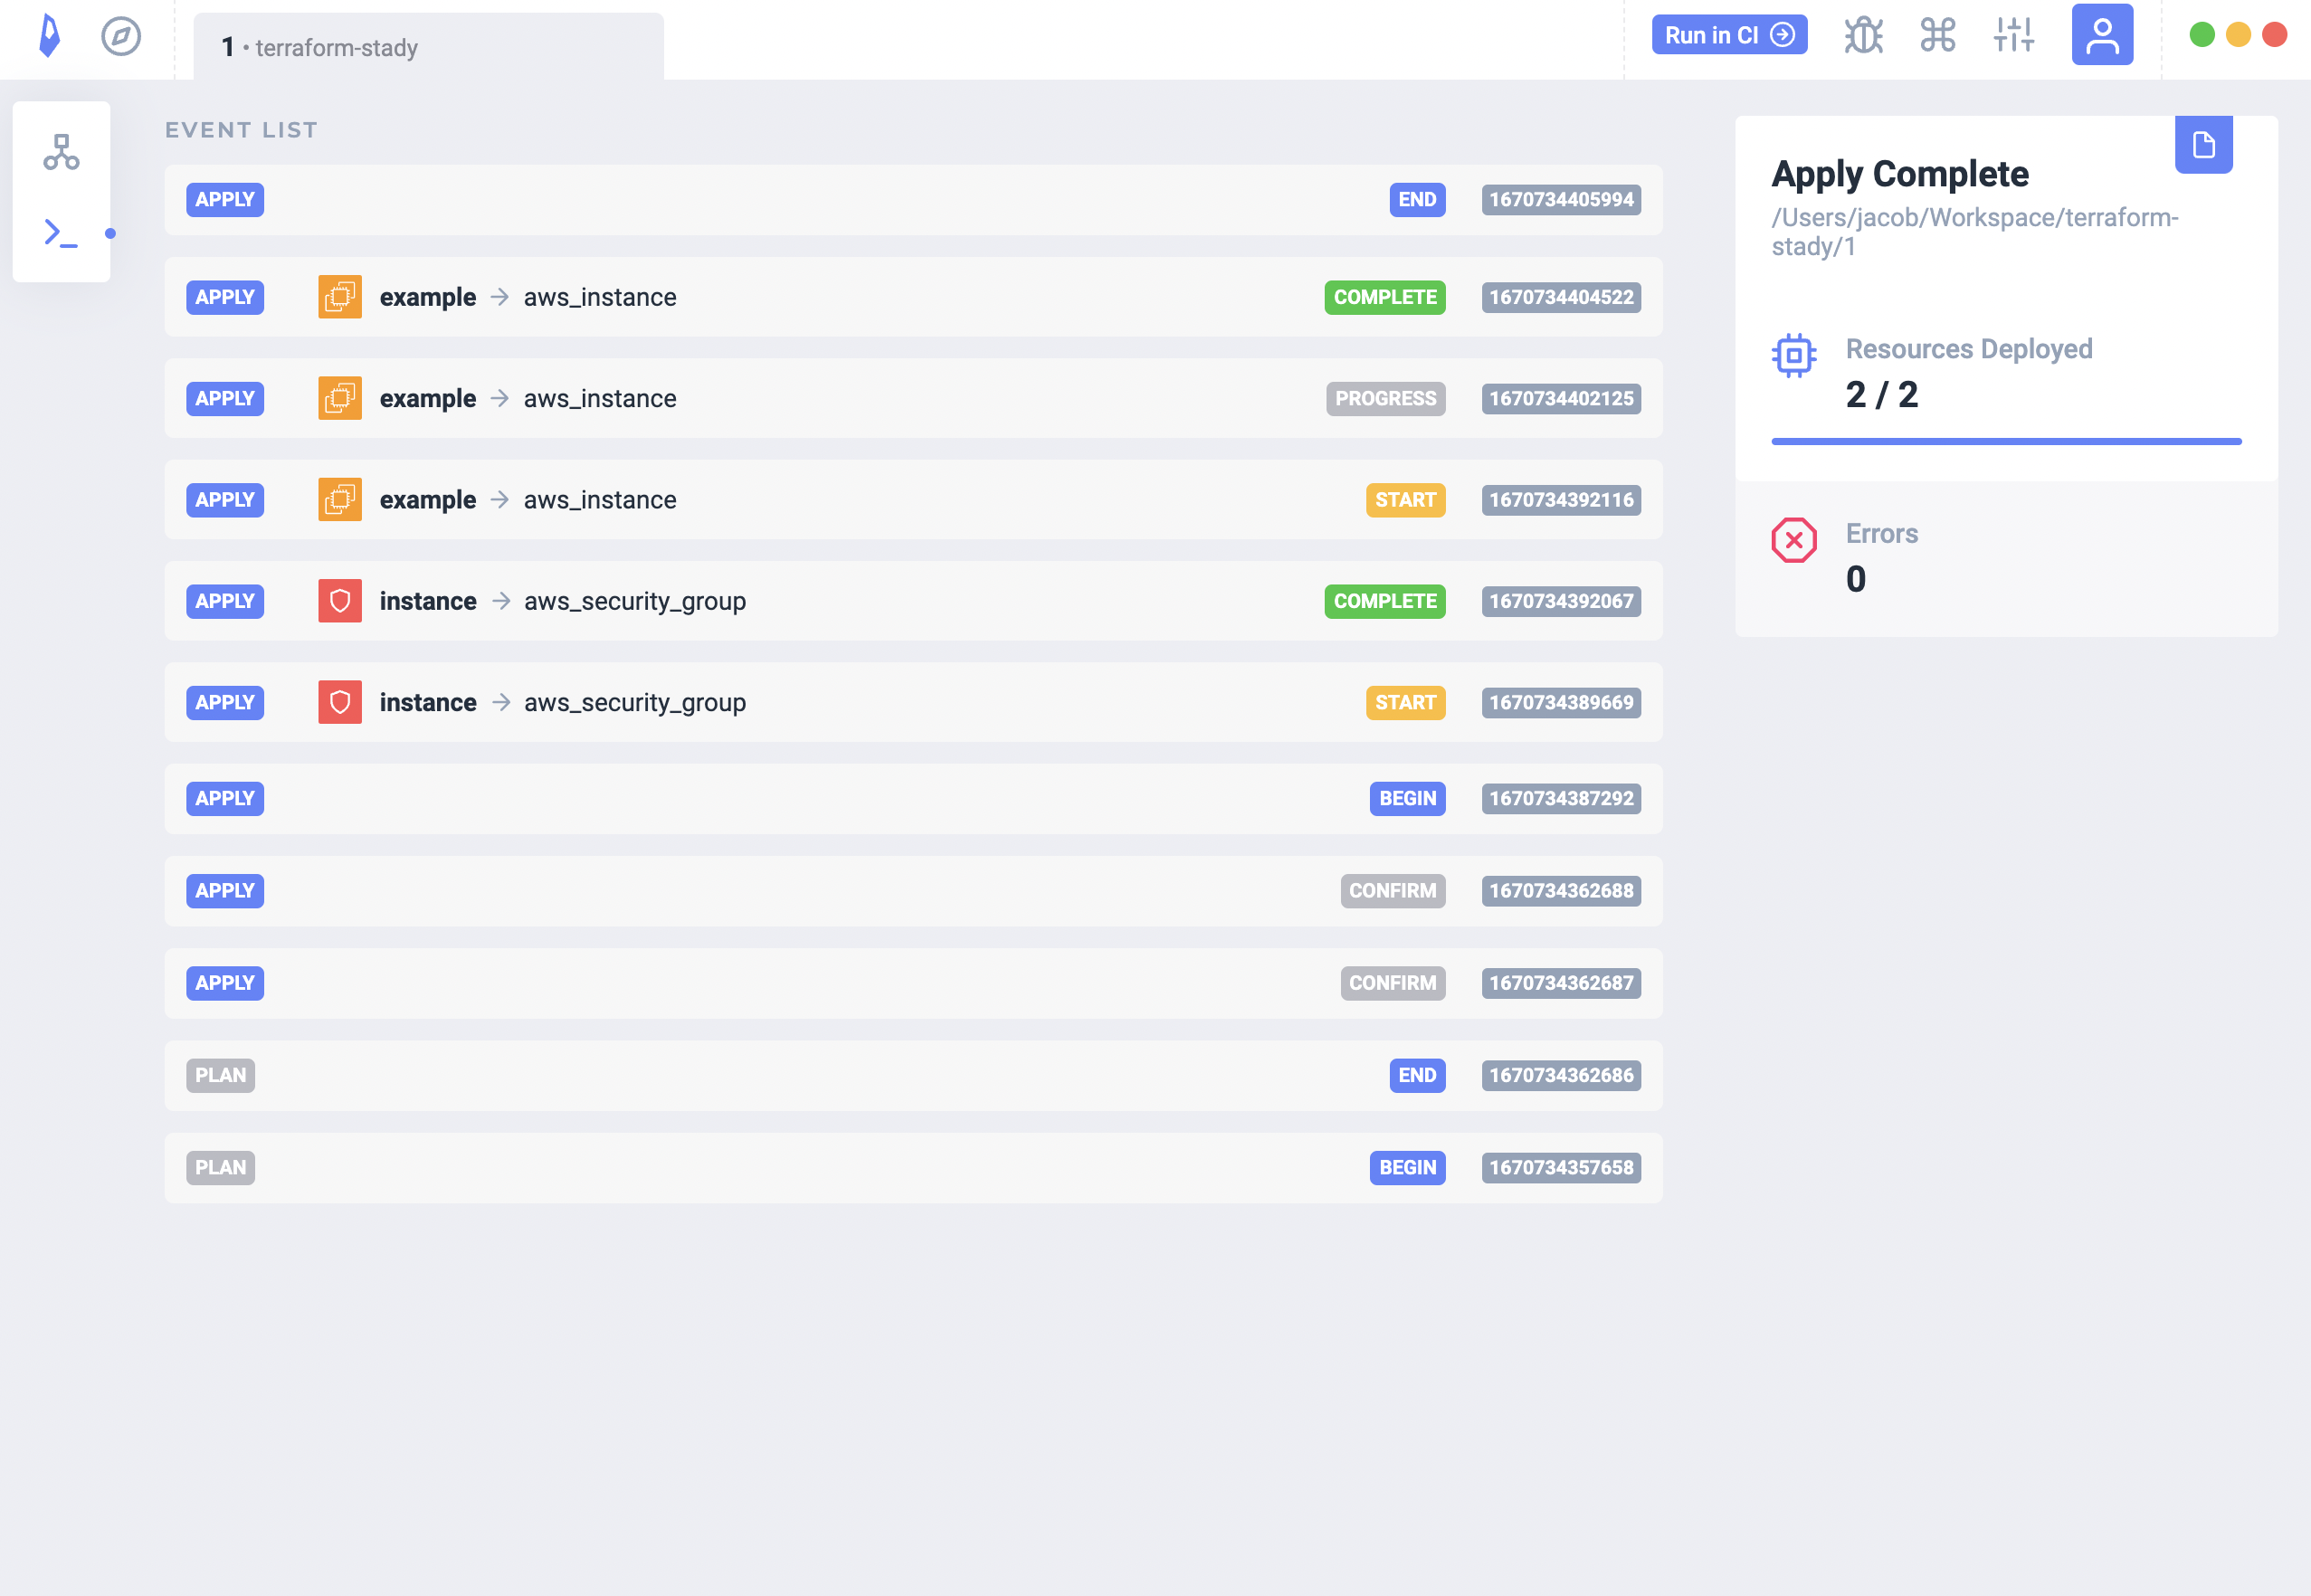 1 • terraform-stady
Run in CI
EVENT LIST
APPLY END 1670734405994
APPLY example → aws_instance COMPLETE 1670734404522
APPLY example → aws_instance PROGRESS 1670734402125
APPLY example → aws_instance START 1670734392116
APPLY instance → aws_security_group COMPLETE 1670734392067
APPLY instance → aws_security_group START 1670734389669
APPLY BEGIN 1670734387292
APPLY CONFIRM 1670734362688
APPLY CONFIRM 1670734362687
PLAN END 1670734362686
PLAN BEGIN 1670734357658
Apply Complete
/Users/jacob/Workspace/terraform-
stady/1
Resources Deployed
2 / 2
Errors
0